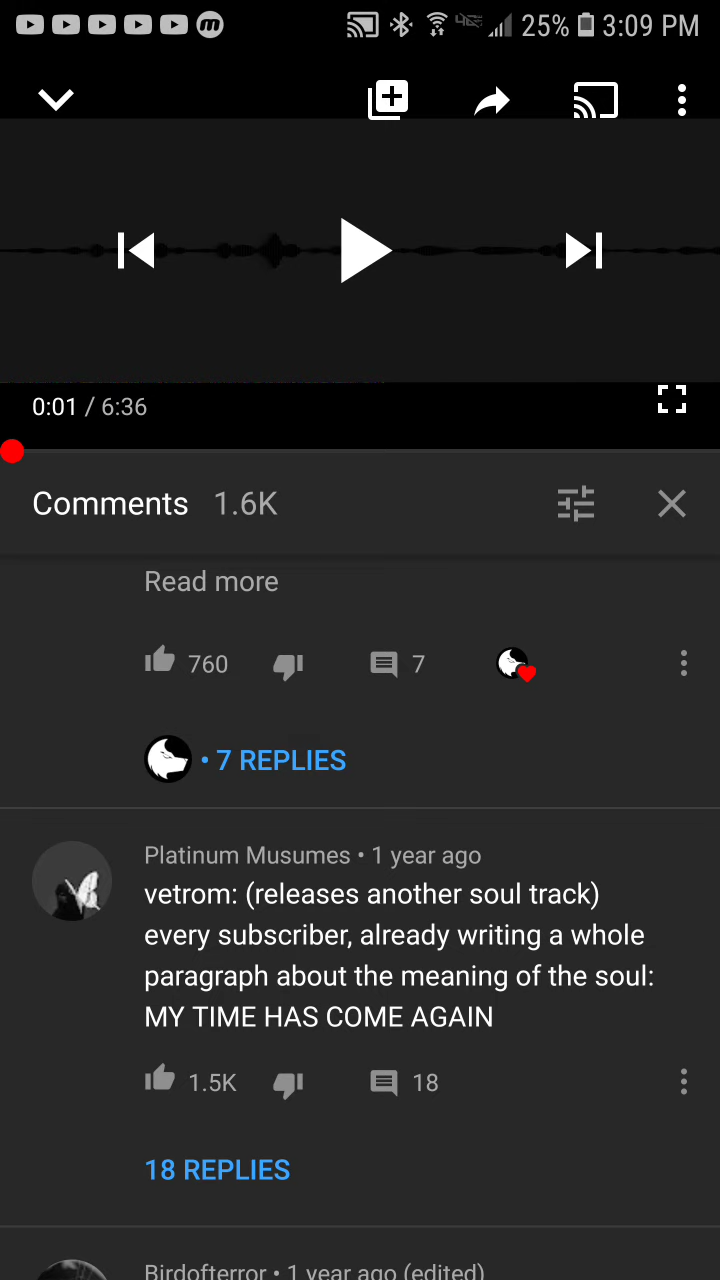 25% 3:09 PM
0:01 / 6:36
Comments 1.6K
Read more
760 7
• 7 REPLIES
Platinum Musumes • 1 year ago
vetrom: (releases another soul track)
every subscriber, already writing a whole
paragraph about the meaning of the soul:
MY TIME HAS COME AGAIN
1.5K 18
18 REPLIES
Birdofterror • 1 year ago (edited)